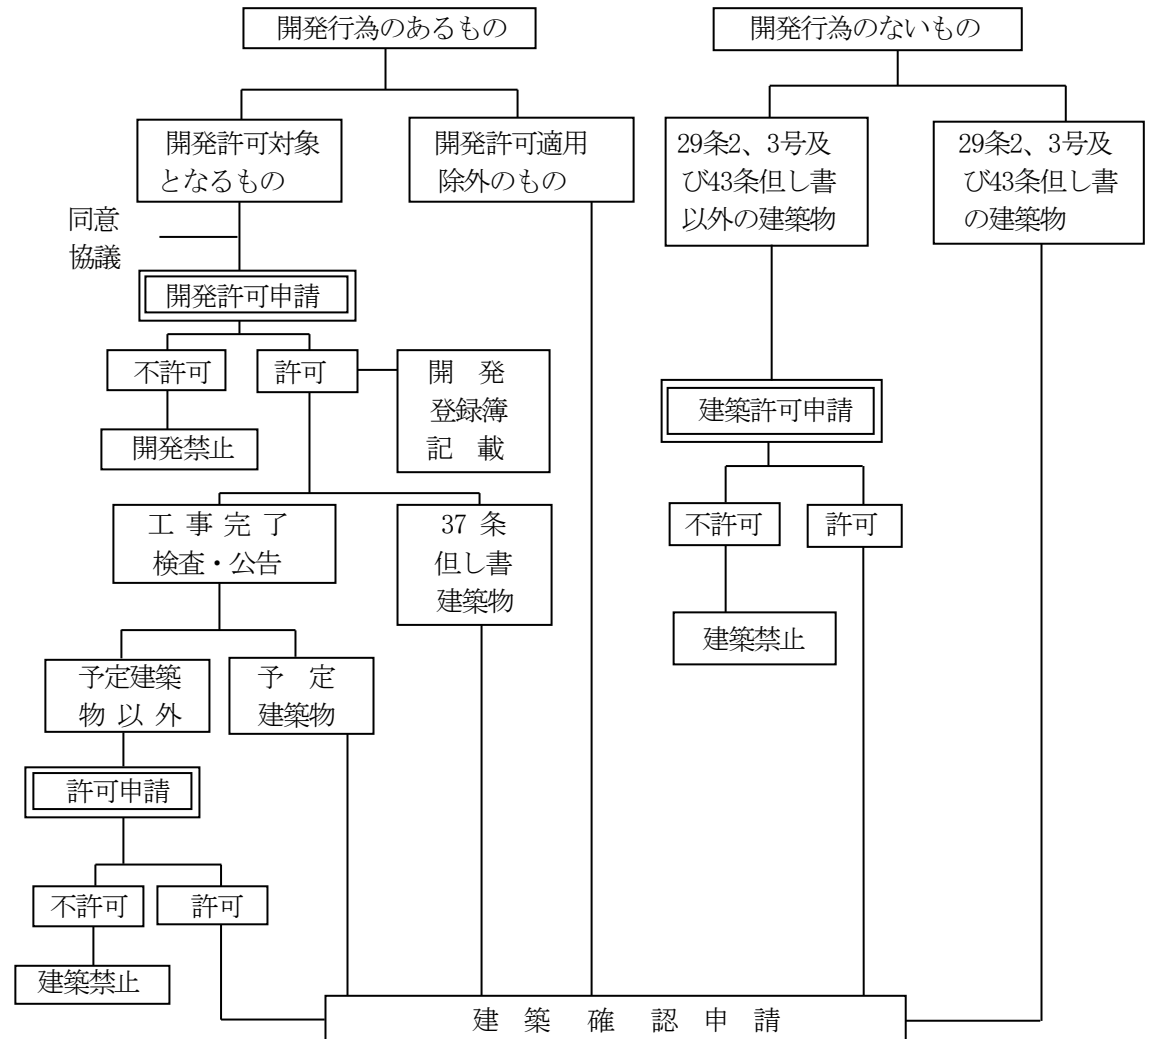 開発行為のあるもの
開発行為のないもの
開発許可対象
となるもの
開発許可適用
除外のもの
29条2、3号及
び43条但し書
以外の建築物
29条2、3号及
び43条但し書
の建築物
同意
協議
開発許可申請
不許可
許可
開 発
登録簿
記 載
開発禁止
建築許可申請
不許可
許可
建築禁止
工事完了
検査・公告
37 条
但し書
建築物
予定建築
物以外
予 定
建築物
許可申請
不許可
許可
建築禁止
建築確認申請